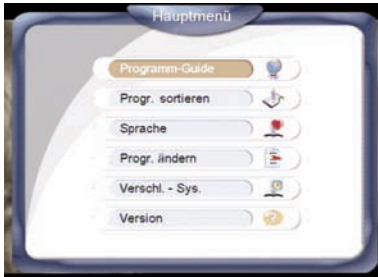 Hauptmenü
Programm-Guide
Progr. sortieren
Sprache
Progr. ändern
Verschl. - Sys.
Version